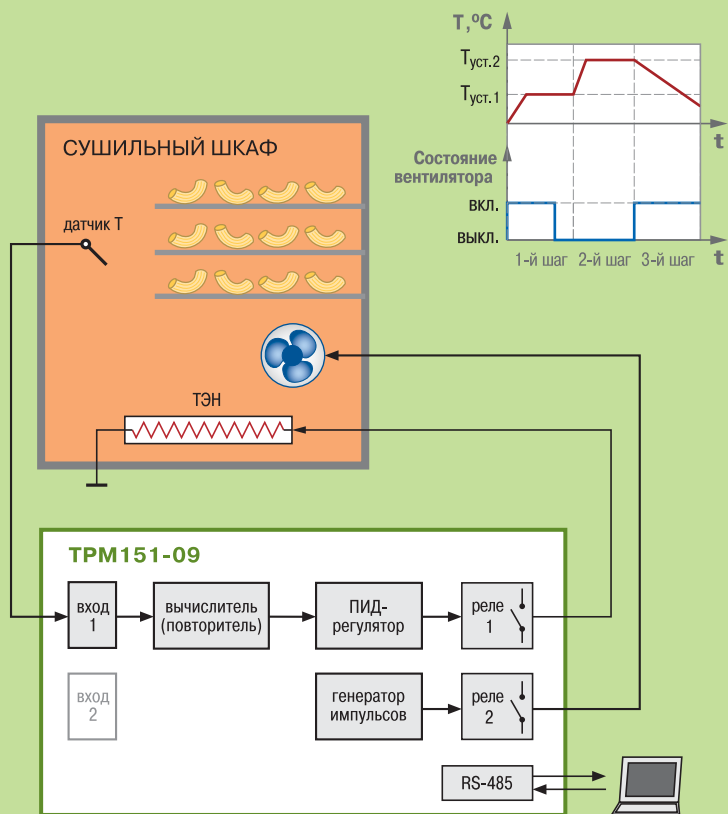 Т,ºС
Tуст.2
Tуст.1
t
Состояние
вентилятора
ВКЛ.
ВЫКЛ.
1-й шаг 2-й шаг 3-й шаг
t
СУШИЛЬНЫЙ ШКАФ
датчик Т
ТЭН
ТРМ151-09
вход
1
вычислитель
(повторитель)
ПИД-
регулятор
реле
1
вход
2
генератор
импульсов
реле
2
RS-485